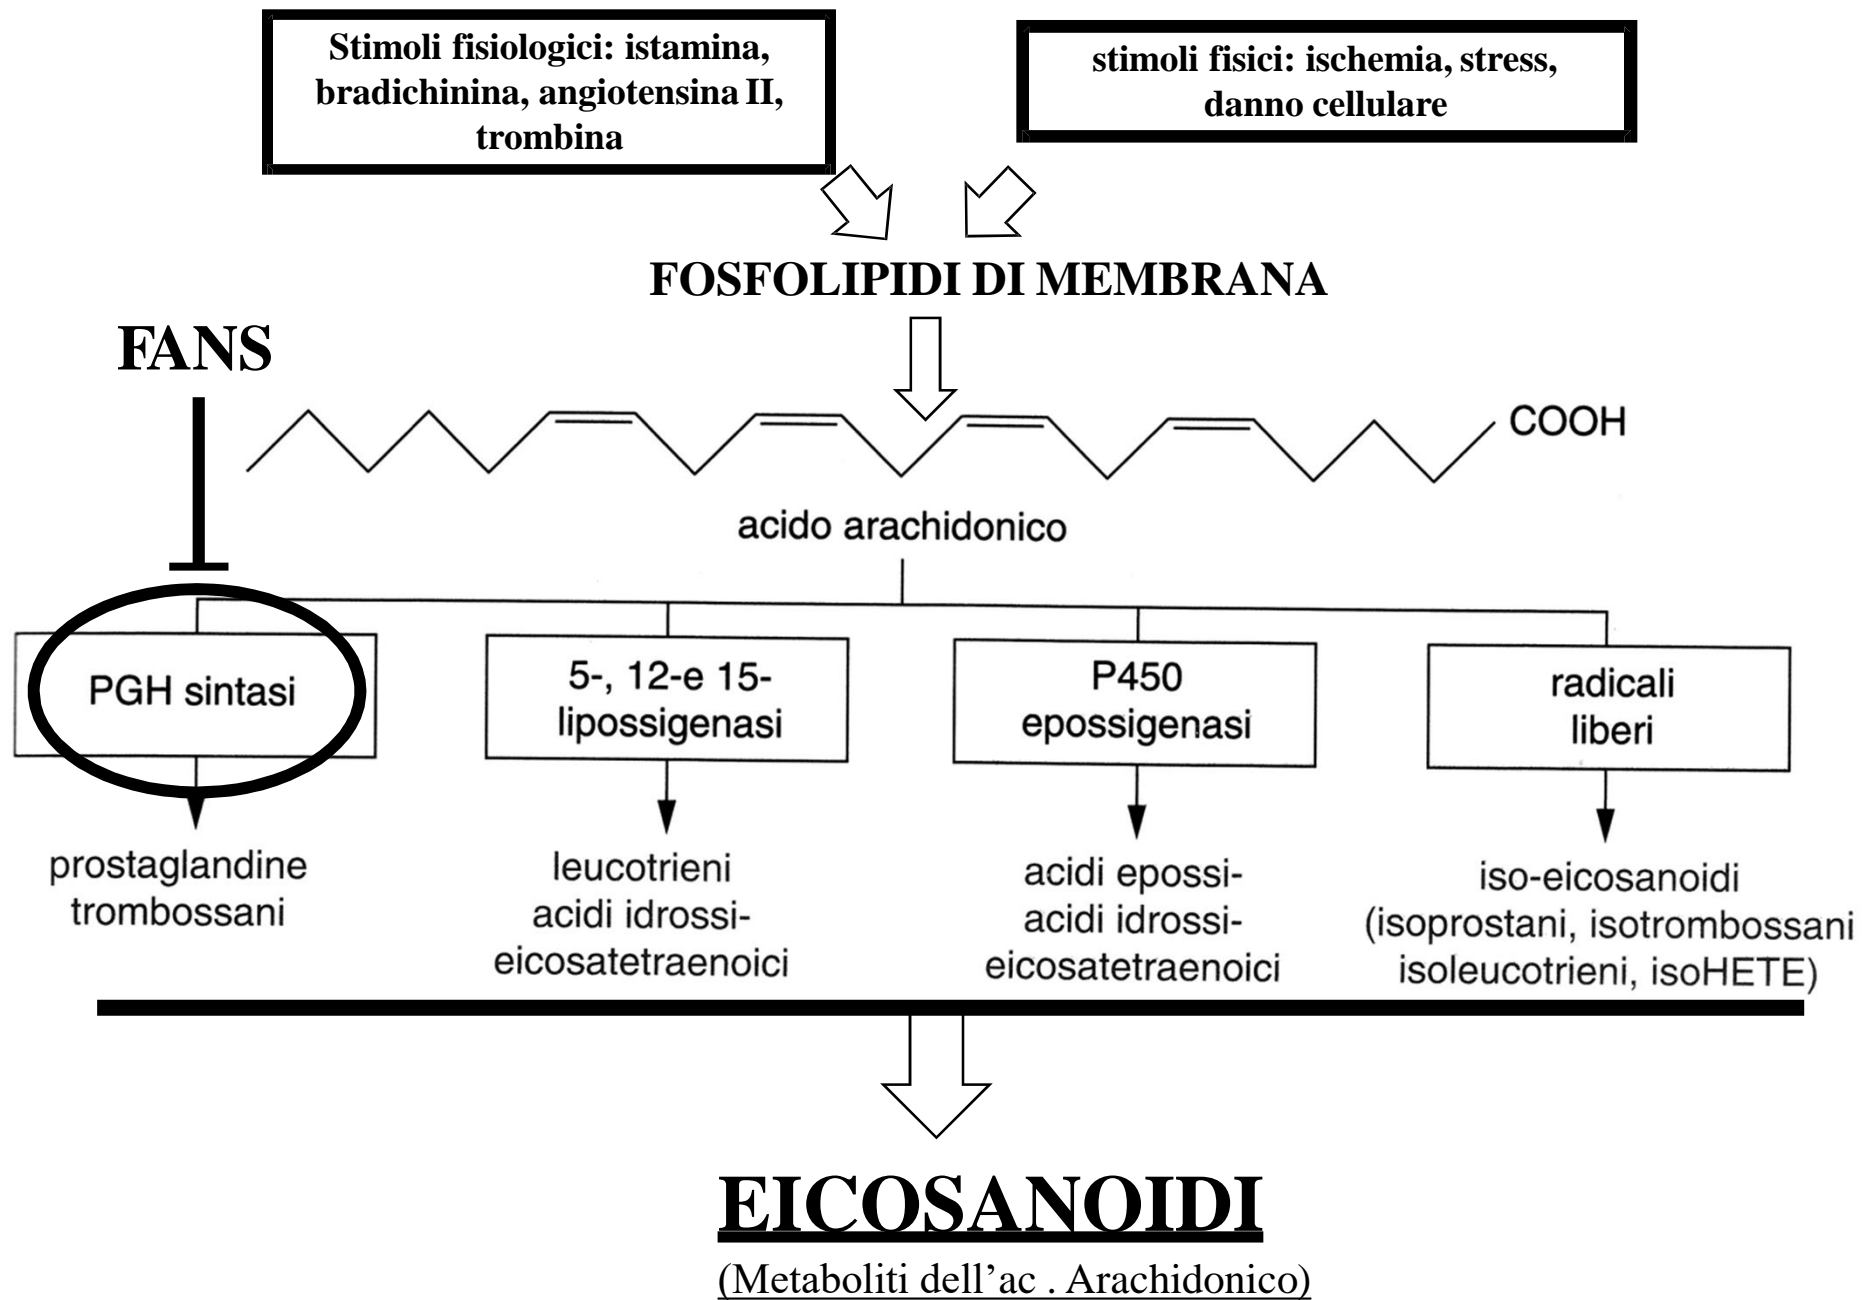 Stimoli fisiologici: istamina,
bradichinina, angiotensina II,
trombina
stimoli fisici: ischemia, stress,
danno cellulare
FOSFOLIPIDI DI MEMBRANA
FANS
COOH
acido arachidonico
PGH sintasi
5-, 12-e 15-
lipossigenasi
P450
epossigenasi
radicali
liberi
prostaglandine
trombossani
leucotrieni
acidi idrossi-
eicosatetraenoici
acidi epossi-
acidi idrossi-
eicosatetraenoici
iso-eicosanoidi
(isoprostani, isotrombossani
isoleucotrieni, isoHETE)
EICOSANOIDI
(Metaboliti dell’ac . Arachidonico)